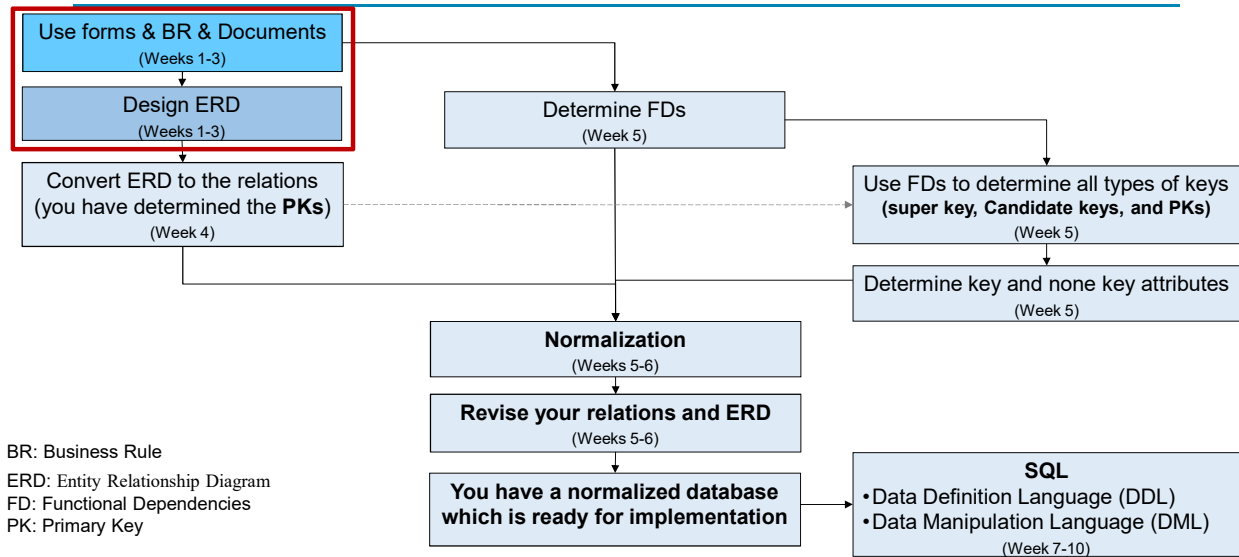 Use forms & BR & Documents
(Weeks 1-3)
Design ERD
(Weeks 1-3)
Determine FDs
(Week 5)
Convert ERD to the relations
(you have determined the PKs)
(Week 4)
Use FDs to determine all types of keys
(super key, Candidate keys, and PKs)
(Week 5)
Determine key and none key attributes
(Week 5)
Normalization
(Weeks 5-6)
Revise your relations and ERD
(Weeks 5-6)
You have a normalized database
which is ready for implementation
SQL
•Data Definition Language (DDL)
•Data Manipulation Language (DML)
(Week 7-10)
BR: Business Rule
ERD: Entity Relationship Diagram
FD: Functional Dependencies
PK: Primary Key